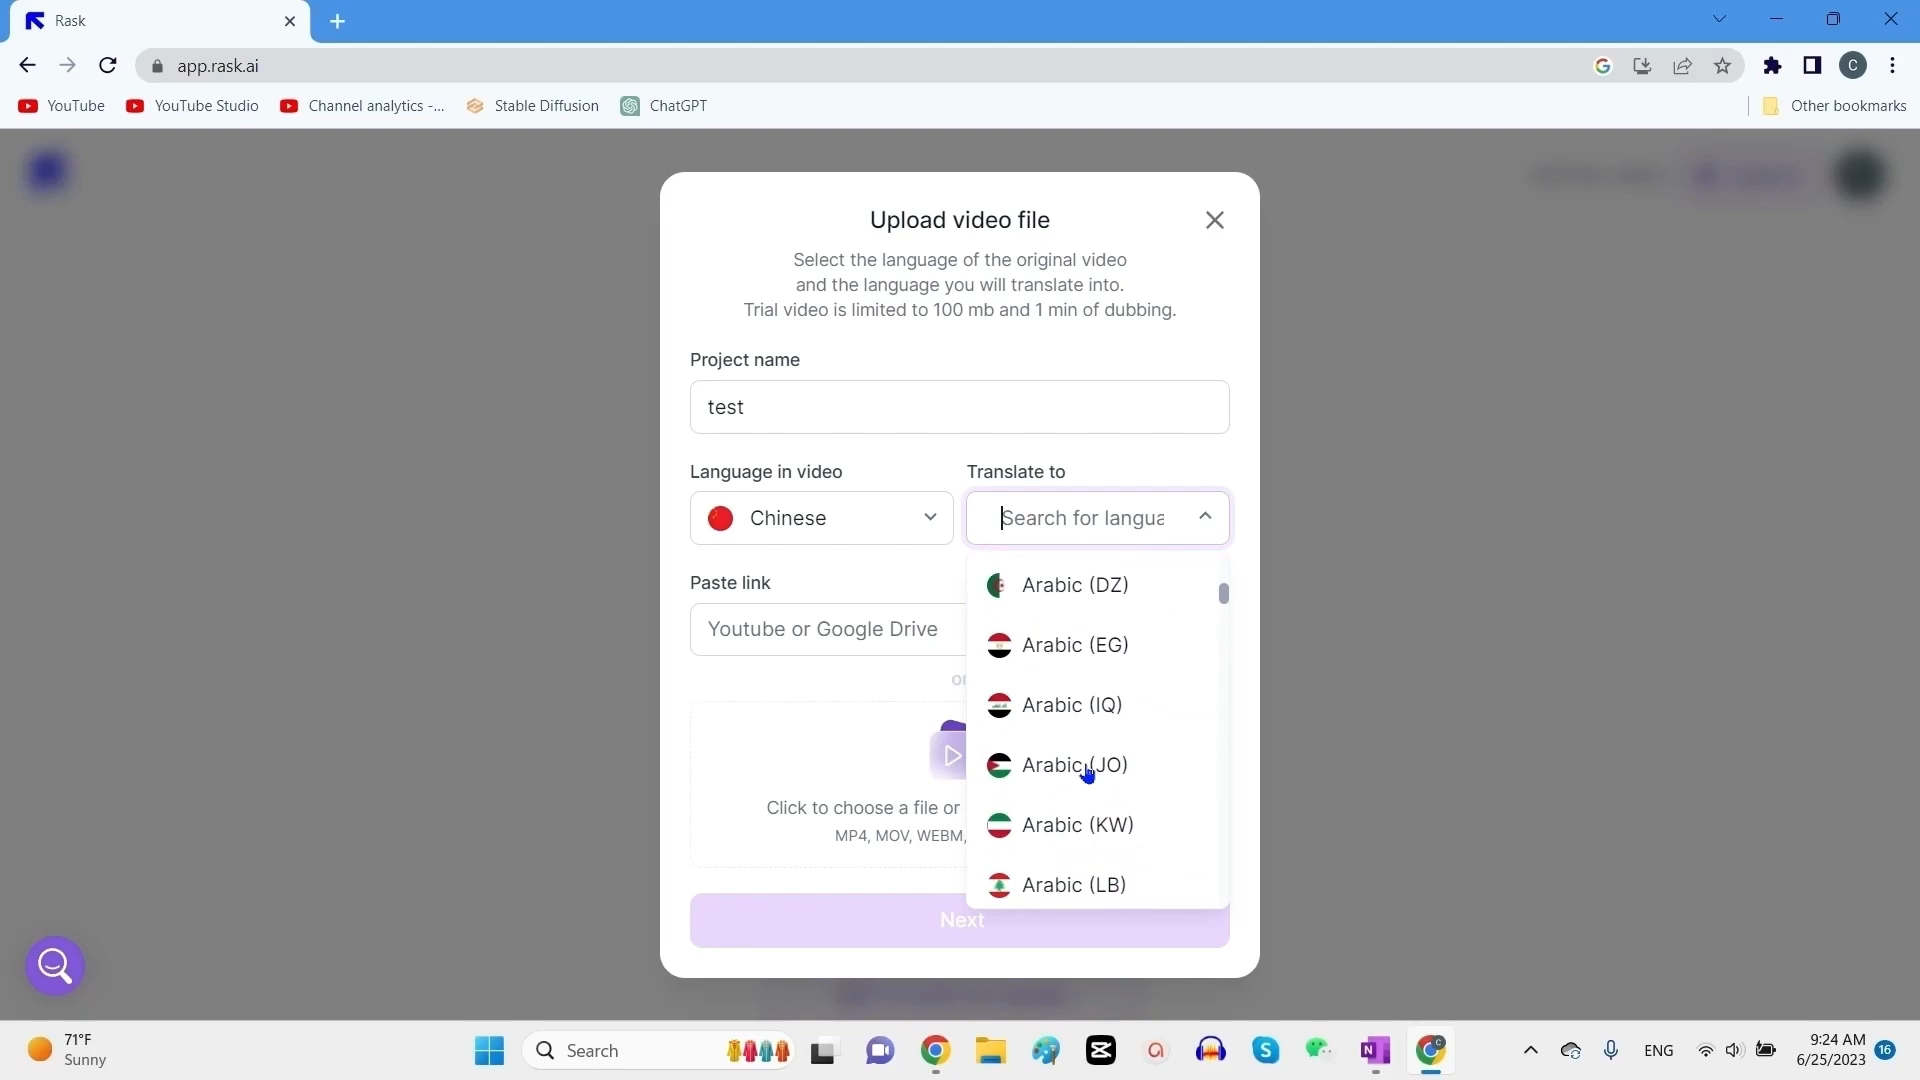 Rask
app.rask.ai
YouTube
YouTube Studio
Channel analytics -...
Stable Diffusion
ChatGPT
Other bookmarks
C
Upload video file
Select the language of the original video
and the language you will translate into.
Trial video is limited to 100 mb and 1 min of dubbing.
Project name
test
Language in video
Translate to
Chinese
Search for langua
Paste link
Youtube or Google Drive
Arabic (DZ)
Arabic (EG)
Arabic (IQ)
Arabic (JO)
Arabic (KW)
Arabic (LB)
Click to choose a file or
MP4, MOV, WEBM,
Next
71°F
Sunny
Search
ENG
9:24 AM
6/25/2023
16